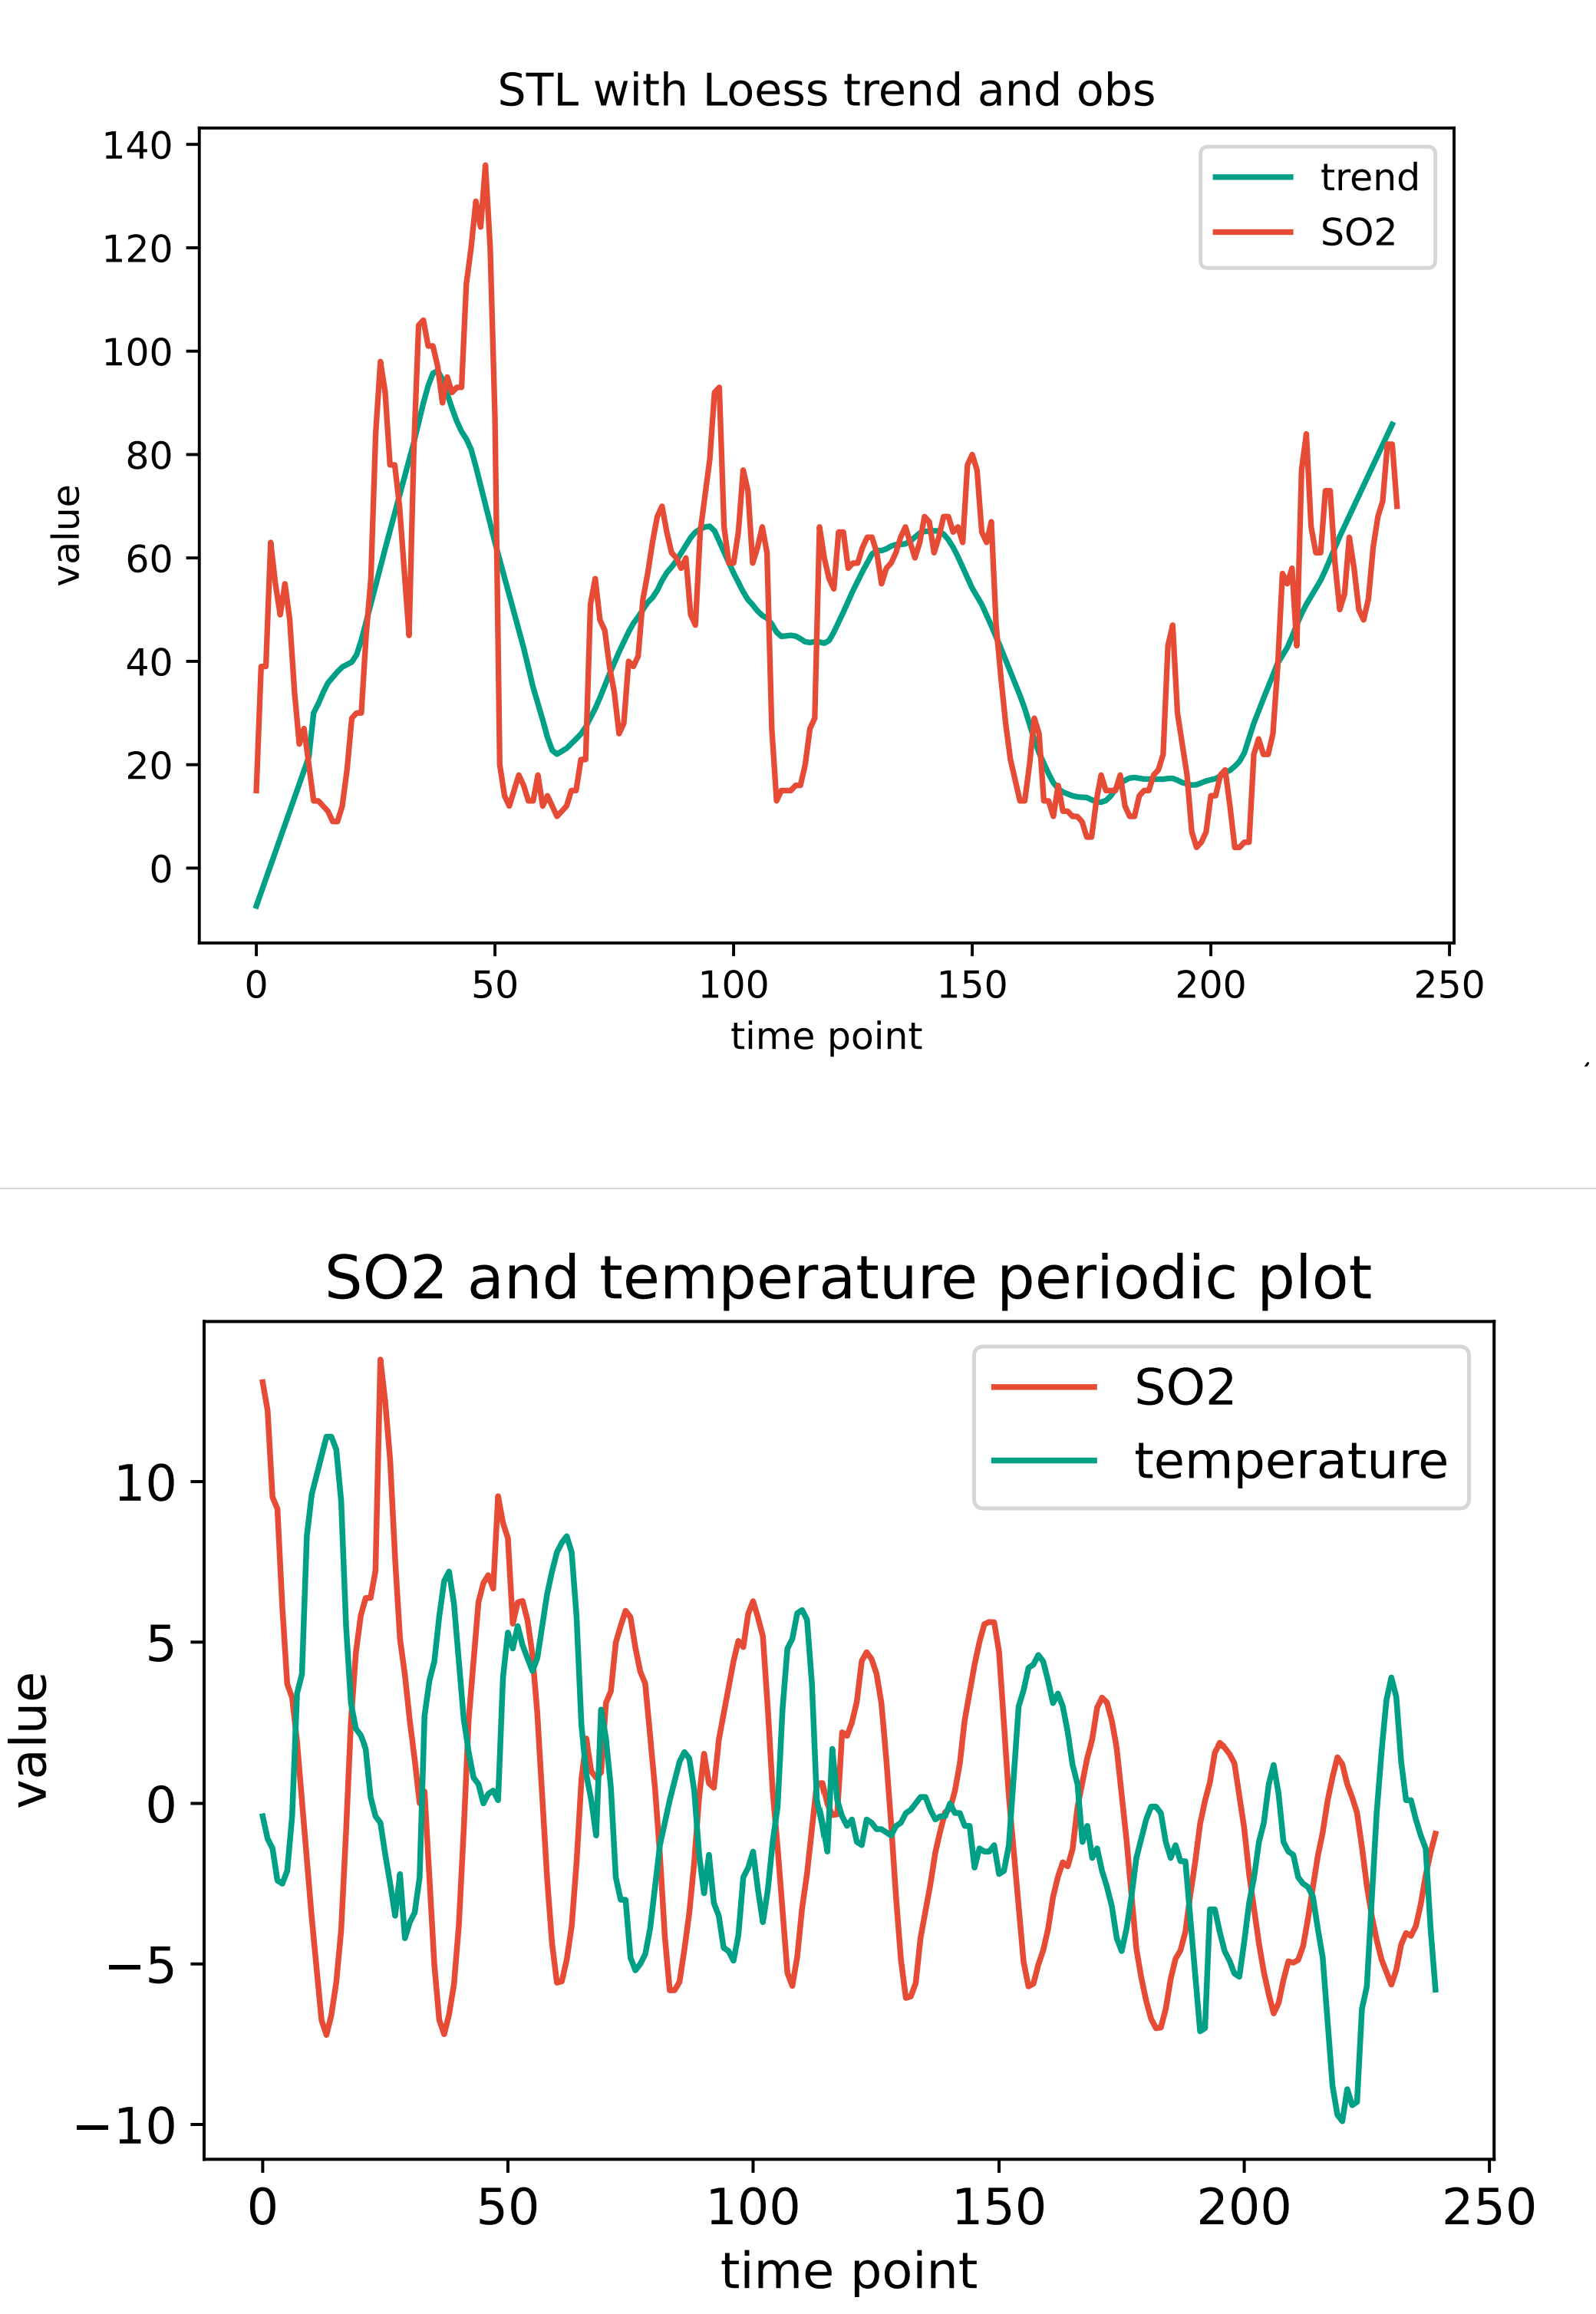 STL with Loess trend and obs
140
120
100
80
60
40
20
0
value
trend
SO2
0 50 100 150 200 250
time point
SO2 and temperature periodic plot
10
5
0
−5
−10
value
SO2
temperature
0 50 100 150 200 250
time point